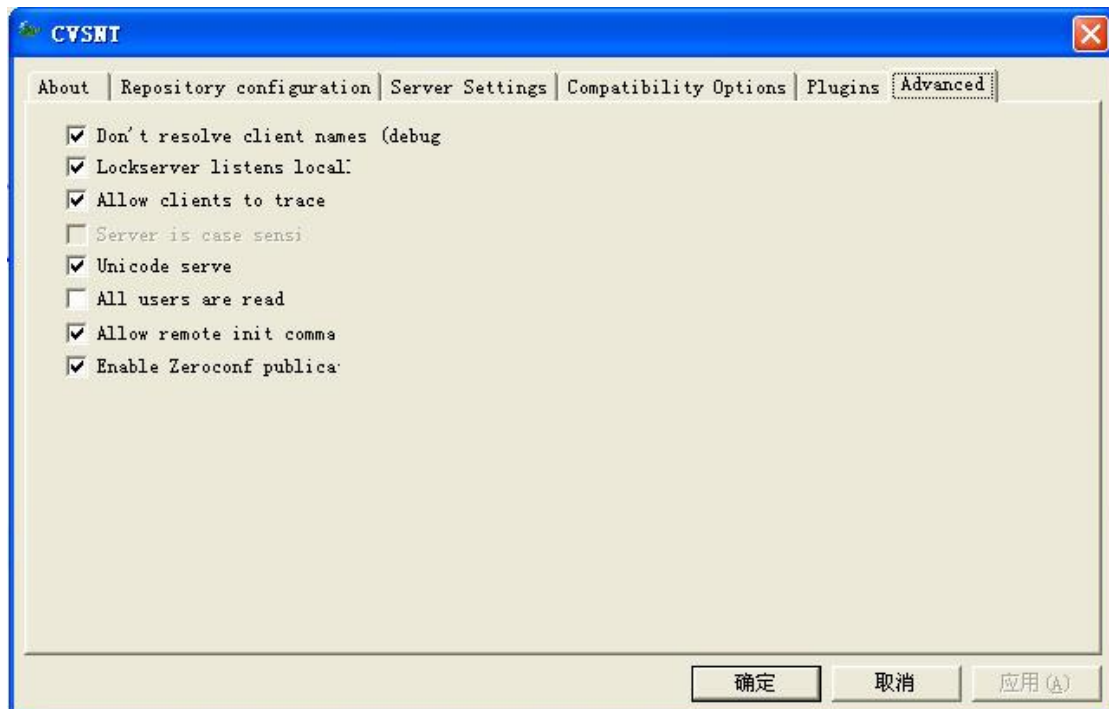 CVSNT
About Repository configuration Server Settings Compatibility Options Plugins Advanced
Don't resolve client names (debug
Lockserver listens local
Allow clients to trace
Server is case sensi
Unicode serve
All users are read
Allow remote init comma
Enable Zeroconf publica
确定 取消 应用(A)